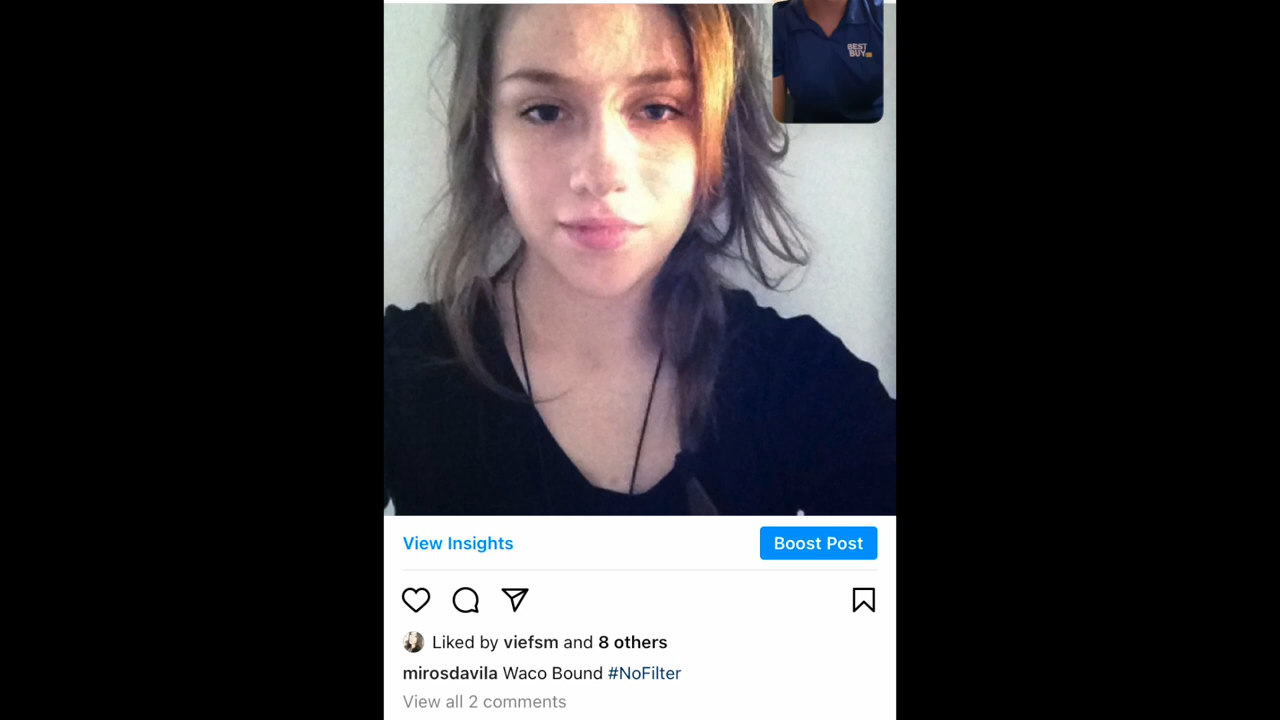 BEST
BUY
View Insights
Boost Post
Liked by viefsm and 8 others
mirosdavila Waco Bound #NoFilter
View all 2 comments